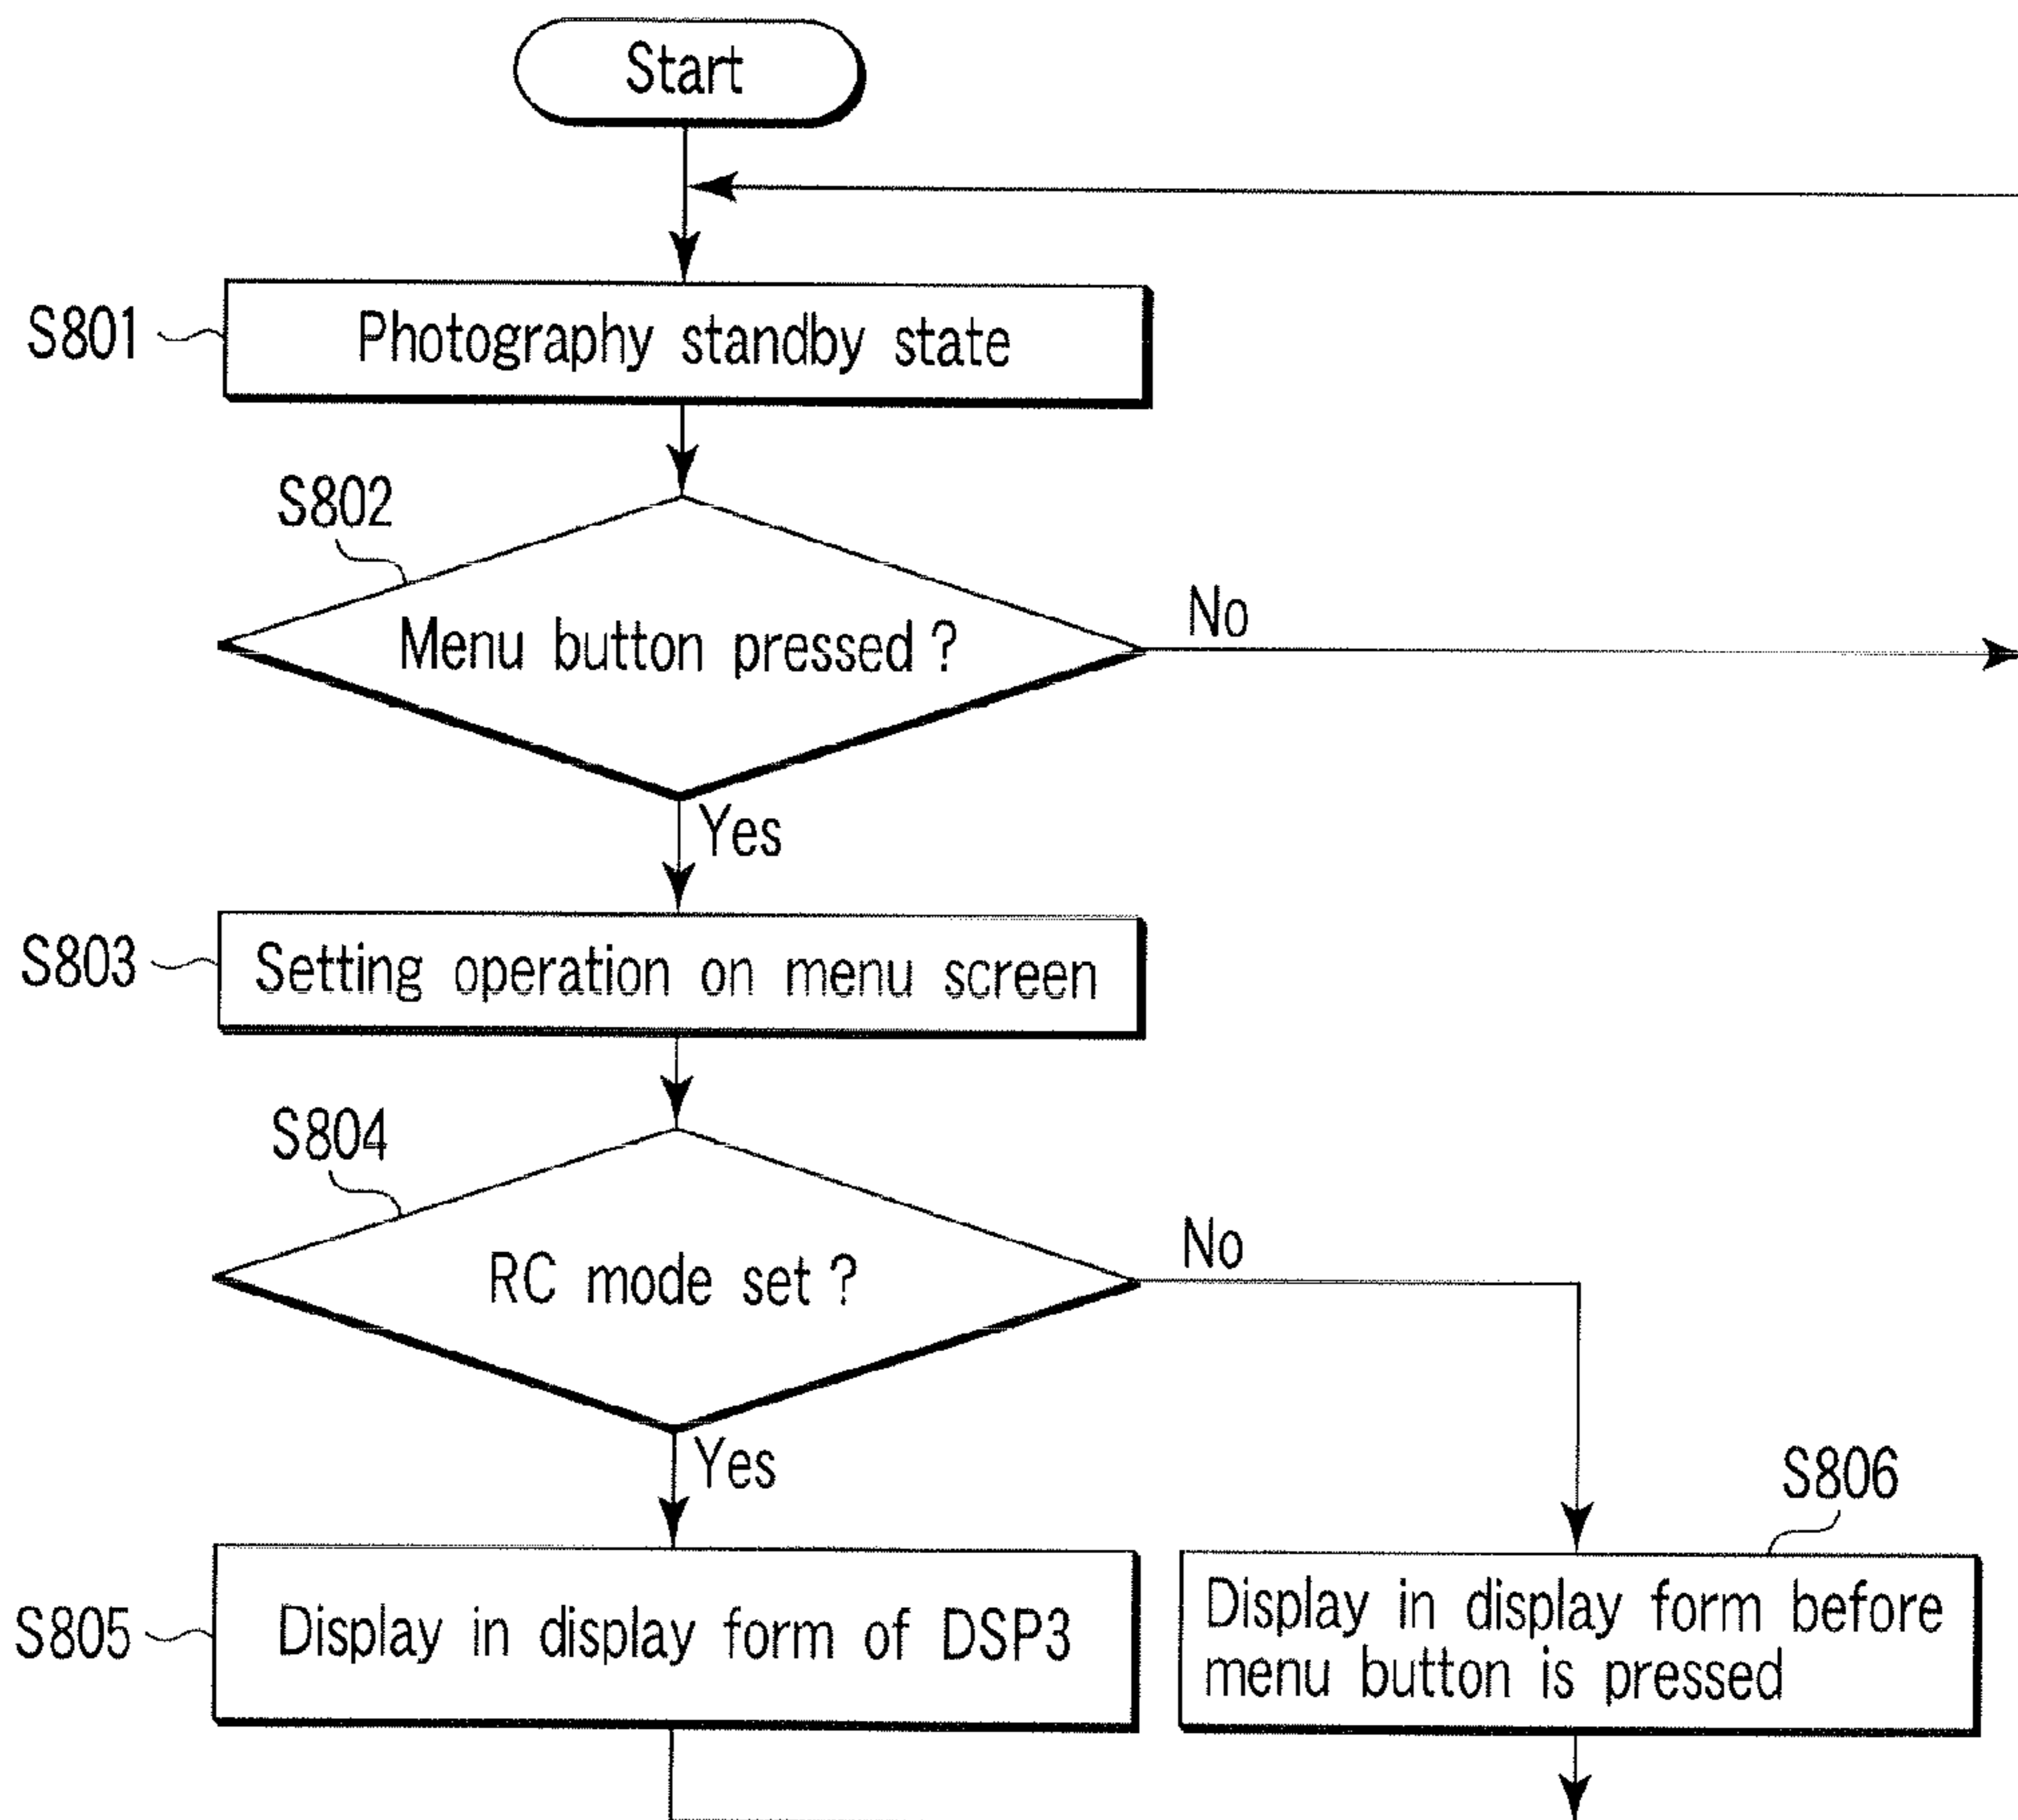 Start
S801
Photography standby state
S802
Menu button pressed ?
No
Yes
S803
Setting operation on menu screen
S804
RC mode set ?
No
Yes
S805
Display in display form of DSP3
S806
Display in display form before
menu button is pressed